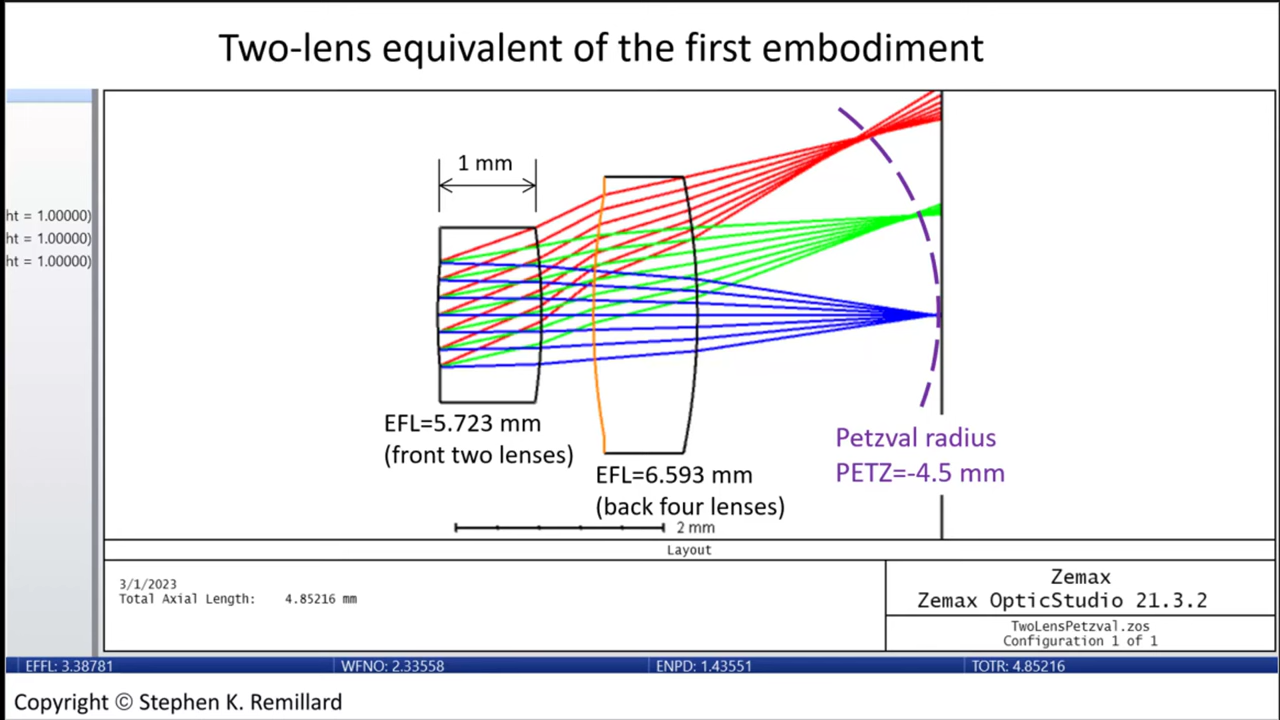 Two-lens equivalent of the first embodiment
1 mm
ht = 1.00000)
ht = 1.00000)
ht = 1.00000)
EFL=5.723 mm
(front two lenses)
EFL=6.593 mm
(back four lenses)
Petzval radius
PETZ=-4.5 mm
2 mm
Layout
3/1/2023
Total Axial Length: 4.85216 mm
Zemax
Zemax OpticStudio 21.3.2
TwoLensPetzval.zos
Configuration 1 of 1
EFFL: 3.38781 WFNO: 2.33558 ENPD: 1.43551 TOTR: 4.85216
Copyright © Stephen K. Remillard